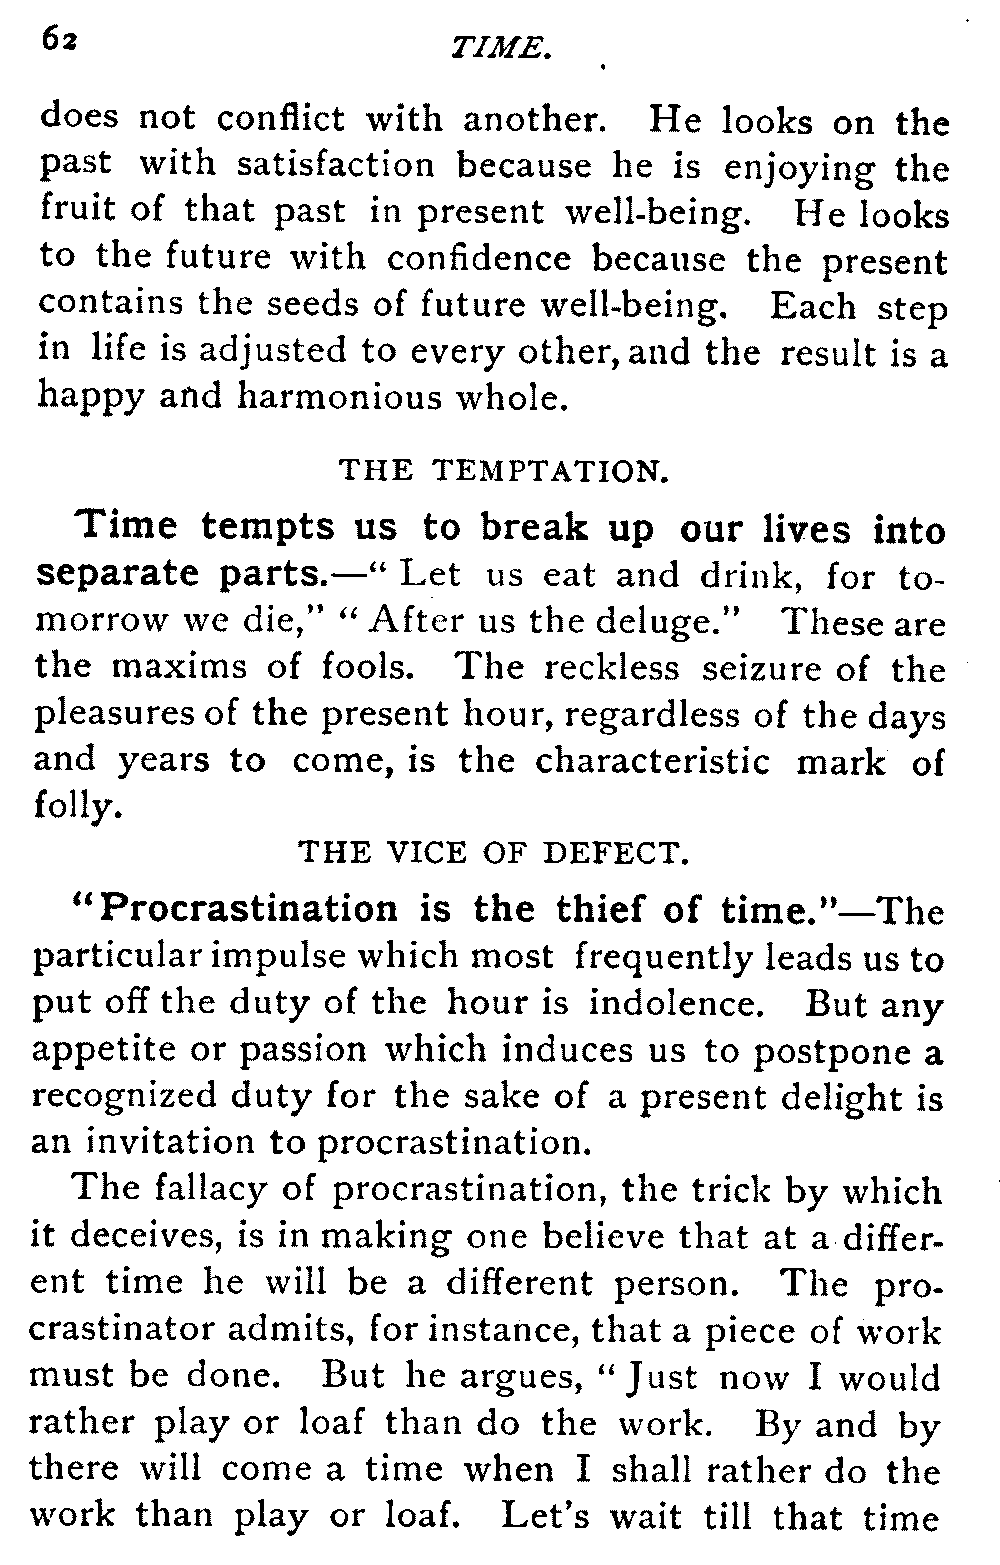 62
TIME.
does not conflict with another. He looks on the
past with satisfaction because he is enjoying the
fruit of that past in present well-being. He looks
to the future with confidence because the present
contains the seeds of future well-being. Each step
in life is adjusted to every other, and the result is a
happy and harmonious whole.
THE TEMPTATION.
Time tempts us to break up our lives into
separate parts.—“ Let us eat and drink, for to-
morrow we die,” “ After us the deluge.” These are
the maxims of fools. The reckless seizure of the
pleasures of the present hour, regardless of the days
and years to come, is the characteristic mark of
folly.
THE VICE OF DEFECT.
“Procrastination is the thief of time.”—The
particular impulse which most frequently leads us to
put off the duty of the hour is indolence. But any
appetite or passion which induces us to postpone a
recognized duty for the sake of a present delight is
an invitation to procrastination.
The fallacy of procrastination, the trick by which
it deceives, is in making one believe that at a differ-
ent time he will be a different person. The pro-
crastinator admits, for instance, that a piece of work
must be done. But he argues, “ Just now I would
rather play or loaf than do the work. By and by
there will come a time when I shall rather do the
work than play or loaf. Let's wait till that time